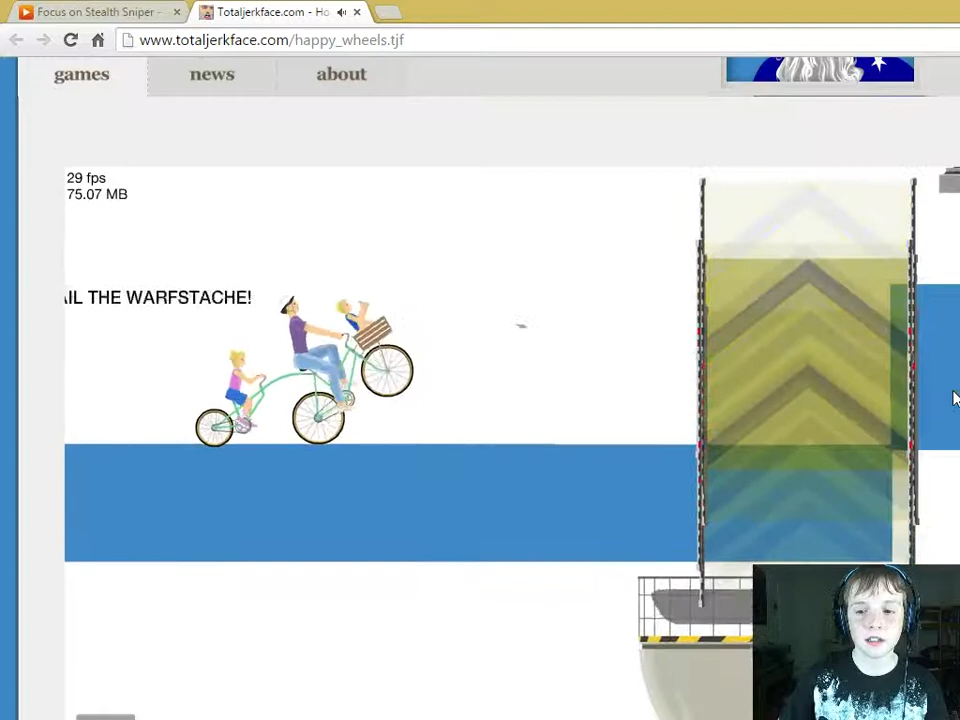 Focus on Stealth Sniper -
Totaljerkface.com - Ho
www.totaljerkface.com/happy_wheels.tjf
games
news
about
29 fps
75.07 MB
AIL THE WARFSTACHE!